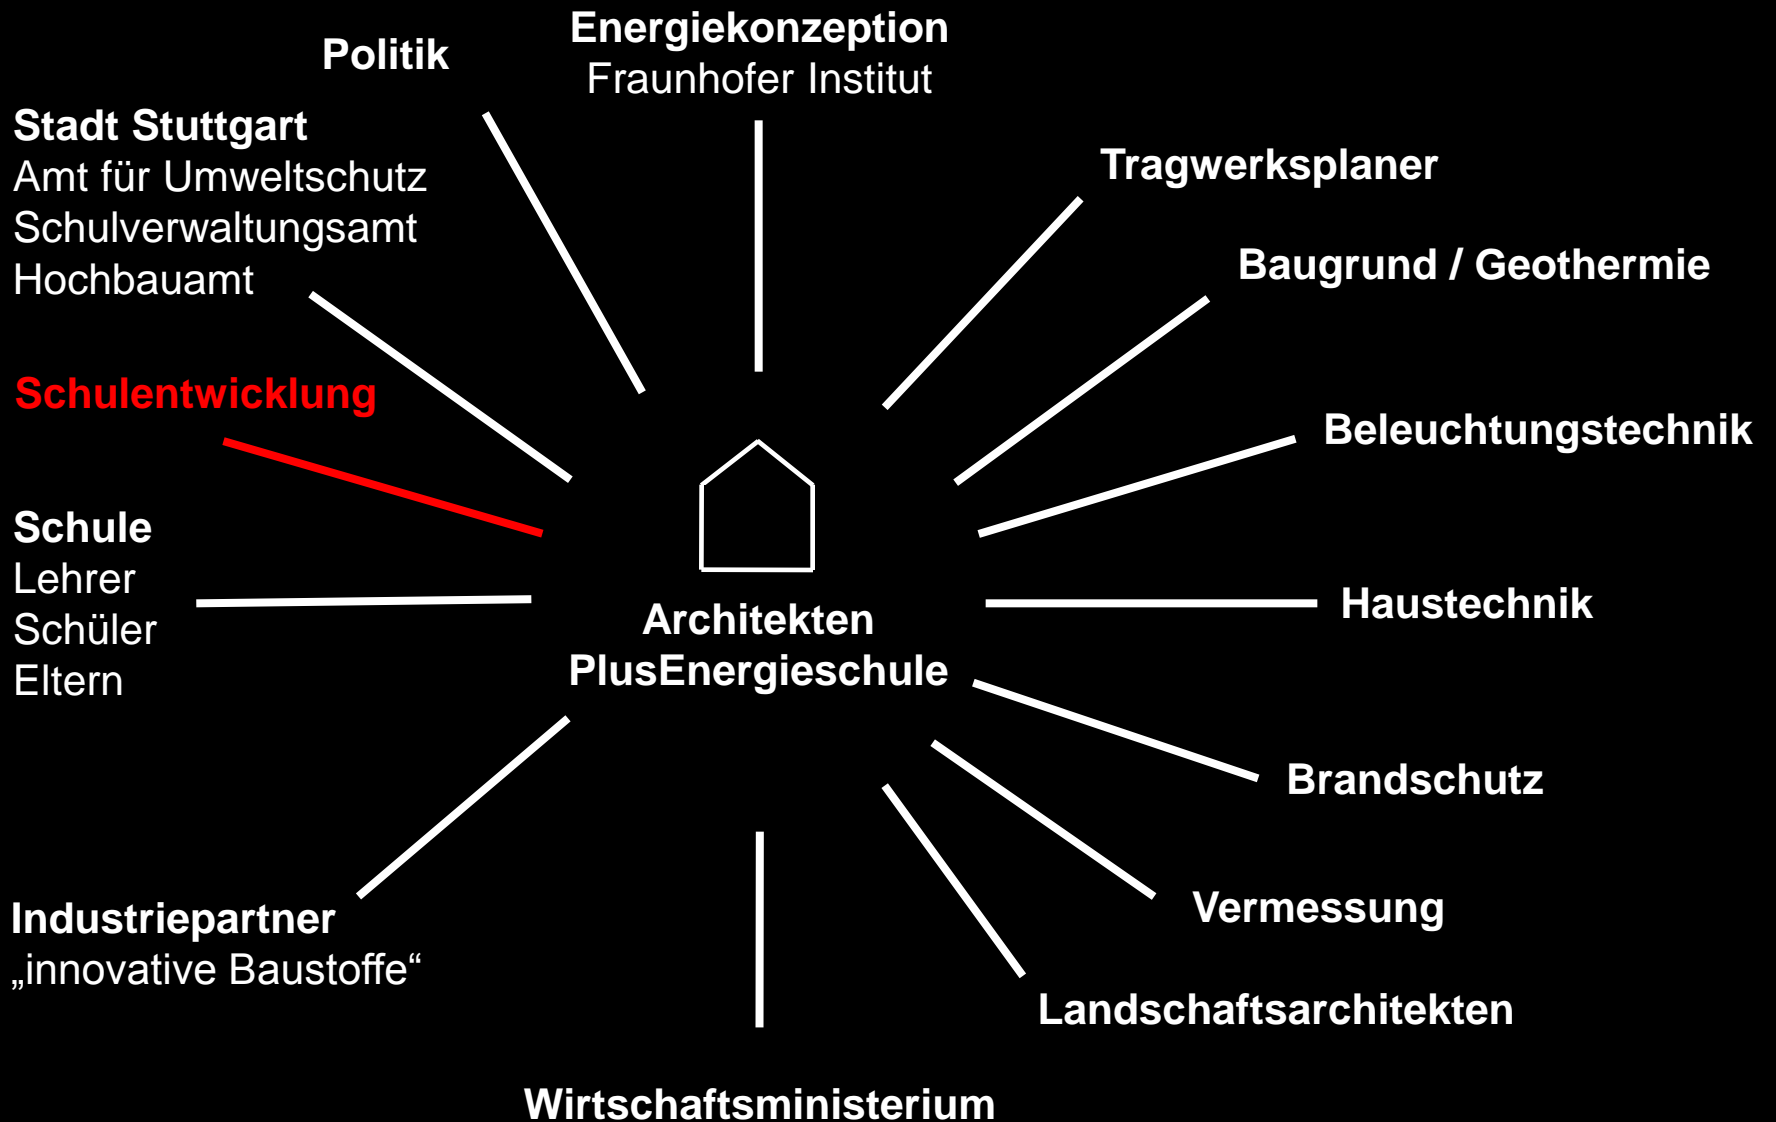 Politik
Energiekonzeption
Fraunhofer Institut
Stadt Stuttgart
Amt für Umweltschutz
Schulverwaltungsamt
Hochbauamt
Tragwerksplaner
Baugrund / Geothermie
Schulentwicklung
Beleuchtungstechnik
Schule
Lehrer
Schüler
Eltern
Architekten
PlusEnergieschule
Haustechnik
Brandschutz
Industriepartner
„innovative Baustoffe“
Vermessung
Landschaftsarchitekten
Wirtschaftsministerium